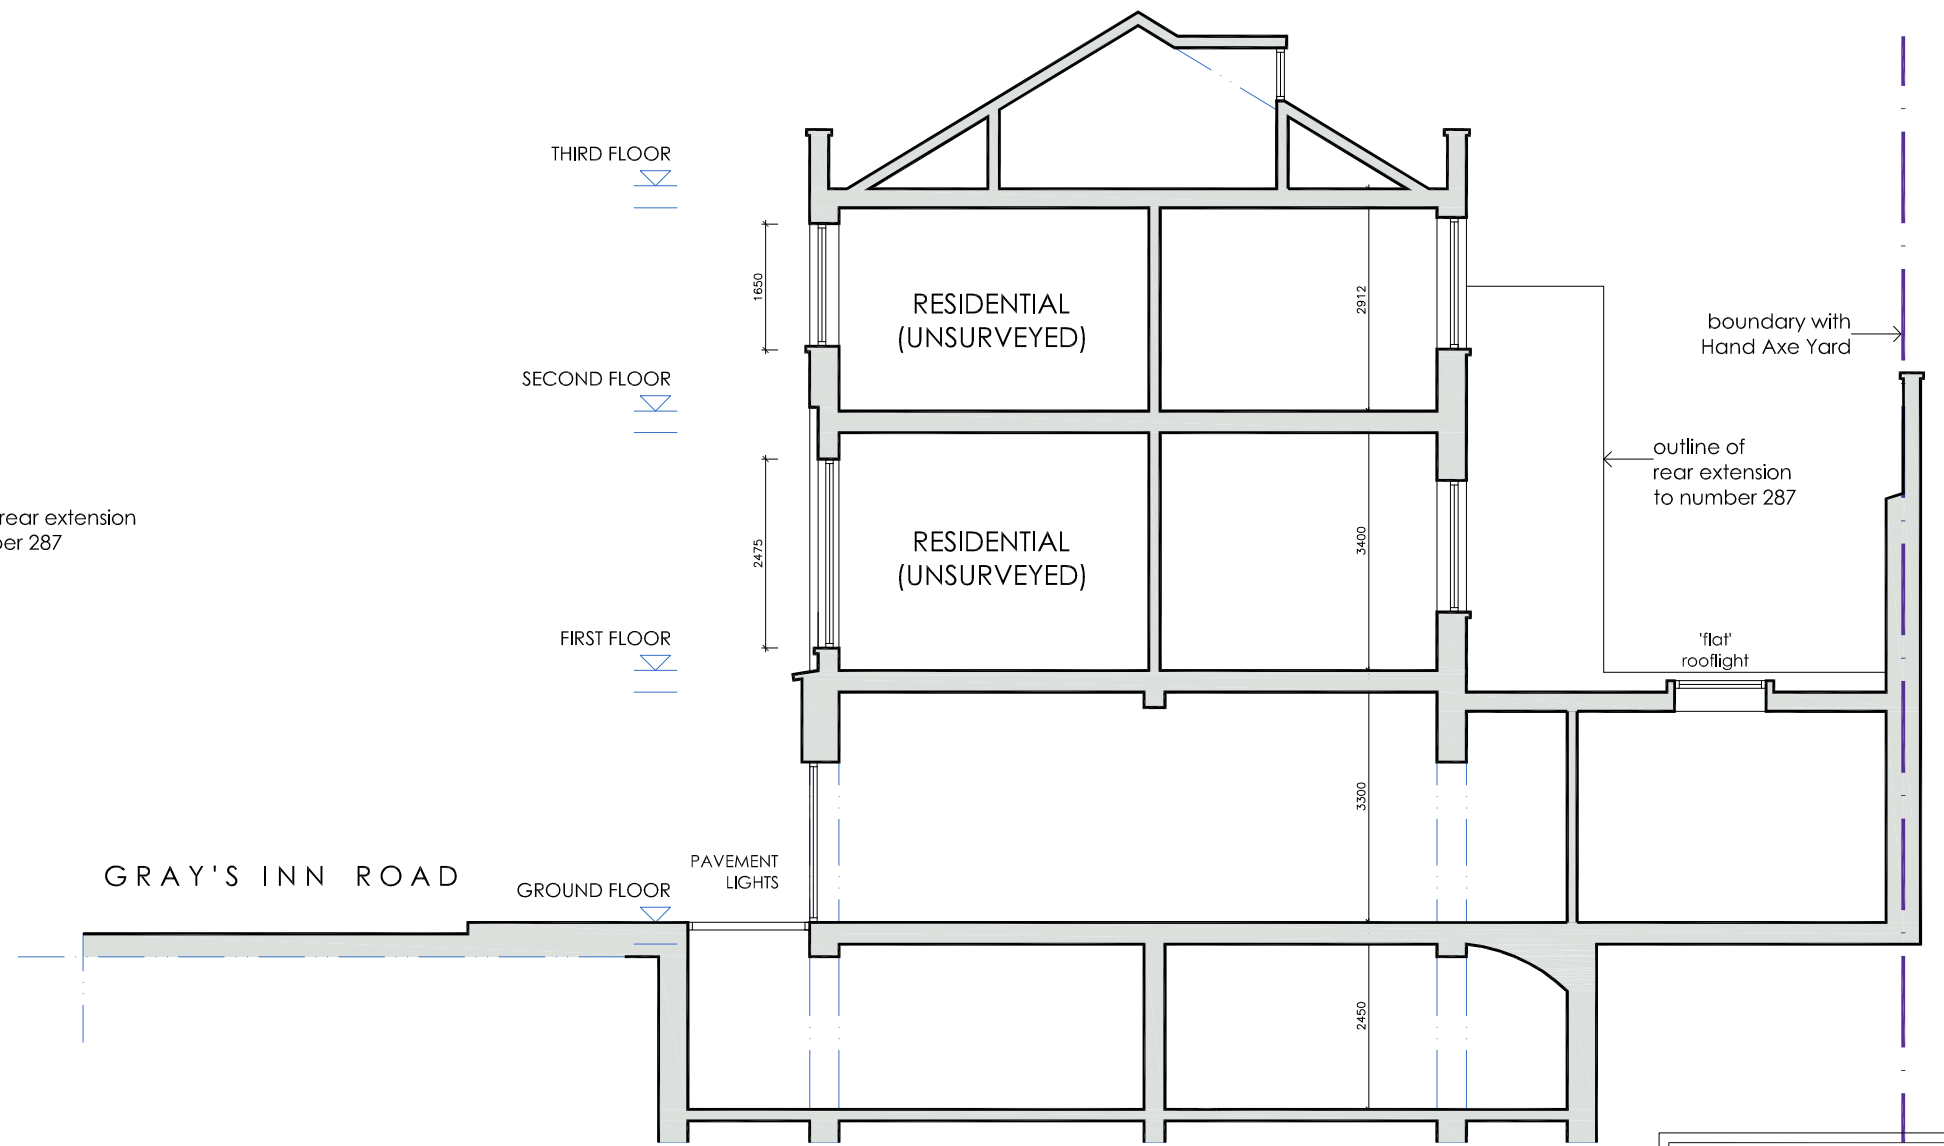 THIRD FLOOR
1650
RESIDENTIAL
(UNSURVEYED)
2912
boundary with
Hand Axe Yard
SECOND FLOOR
outline of
rear extension
to number 287
rear extension
ber 287
2475
RESIDENTIAL
(UNSURVEYED)
3400
FIRST FLOOR
'flat'
rooflight
3300
GRAY'S INN ROAD
PAVEMENT
LIGHTS
GROUND FLOOR
2450